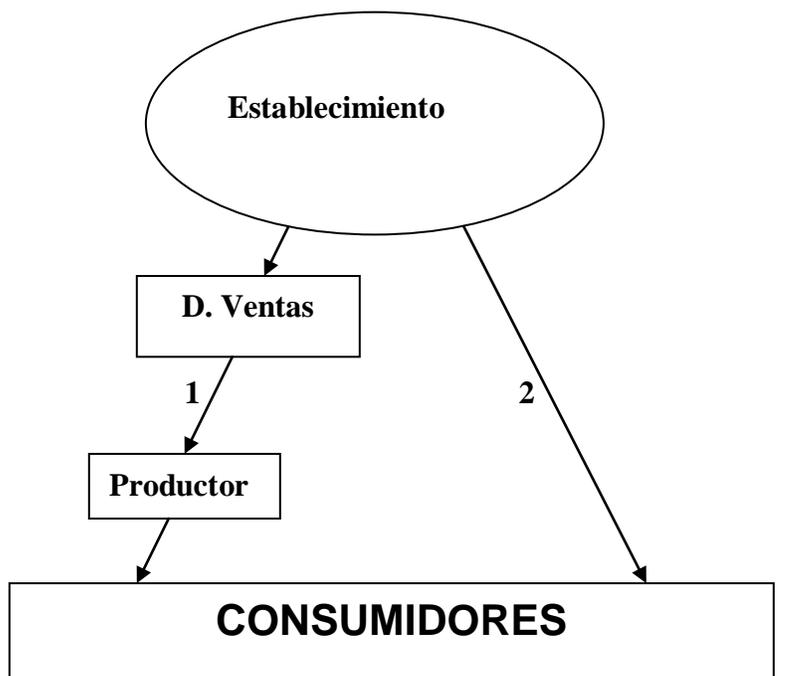 Establecimiento
D. Ventas
1
2
Productor
CONSUMIDORES